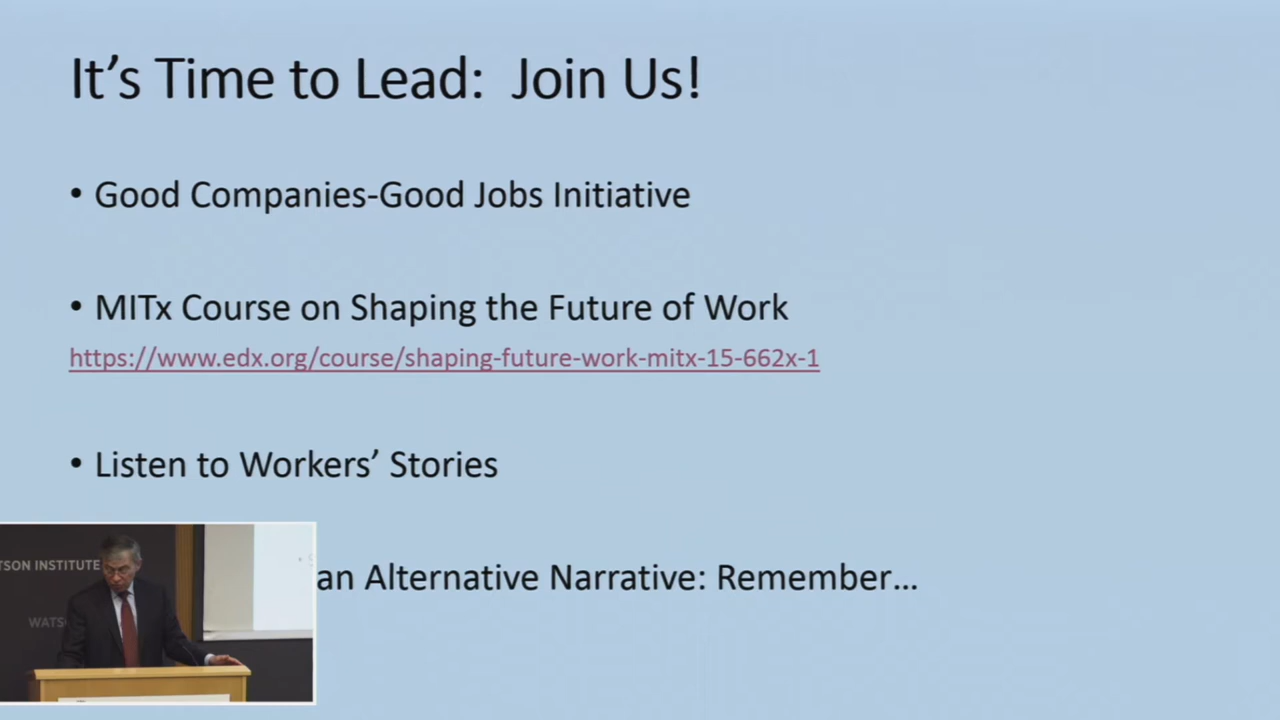 It’s Time to Lead: Join Us!
• Good Companies-Good Jobs Initiative
• MITx Course on Shaping the Future of Work
https://www.edx.org/course/shaping-future-work-mitx-15-662x-1
• Listen to Workers’ Stories
an Alternative Narrative: Remember…
TSON INSTITUTE
WATS